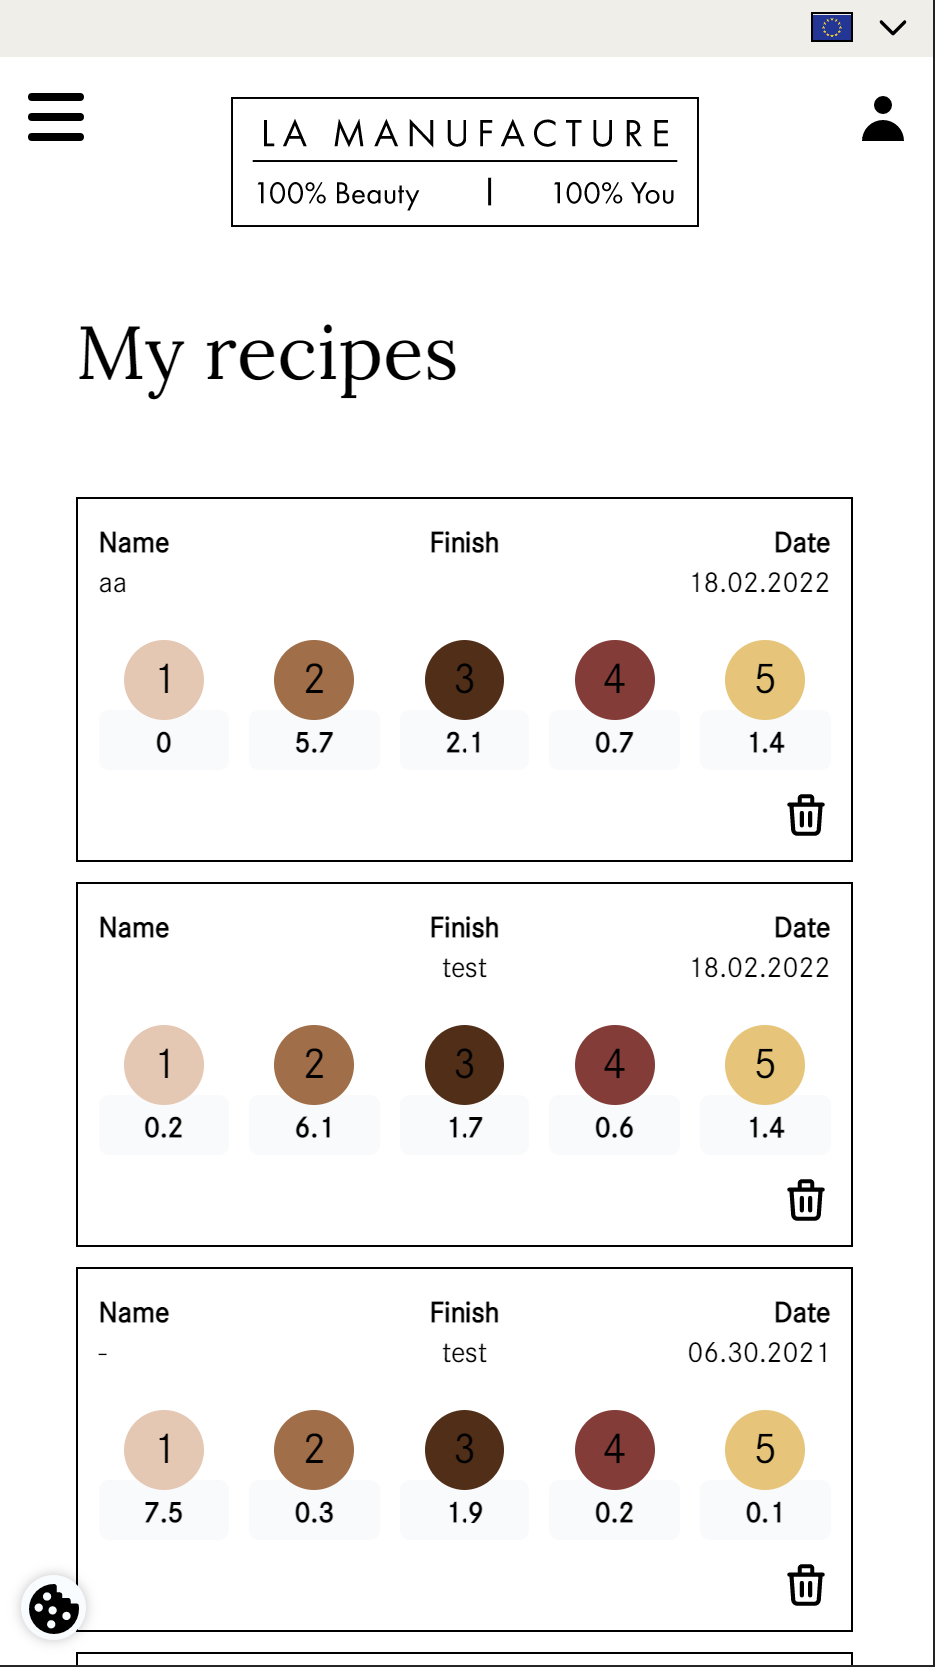 LA MANUFACTURE
100% Beauty | 100% You
My recipes
Name Finish Date
aa 18.02.2022
1 2 3 4 5
0 5.7 2.1 0.7 1.4
Name Finish Date
test 18.02.2022
1 2 3 4 5
0.2 6.1 1.7 0.6 1.4
Name Finish Date
- test 06.30.2021
1 2 3 4 5
7.5 0.3 1.9 0.2 0.1